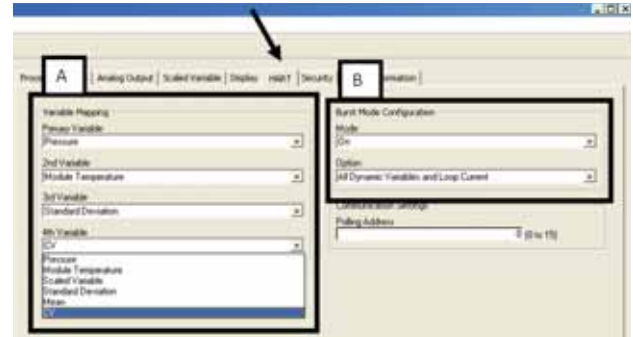 A
B
Analog Output
Scaled Variable
Display
HART
Security
Variable Mapping
Primary Variable
Pressure
2nd Variable
Module Temperature
3rd Variable
Standard Deviation
4th Variable
CV
Pressure
Module Temperature
Scaled Variable
Standard Deviation
Mean
CV
Burst Mode Configuration
Mode
On
Option
All Dynamic Variables and Loop Current
Communication Settings
Polling Address
(0 to 15)